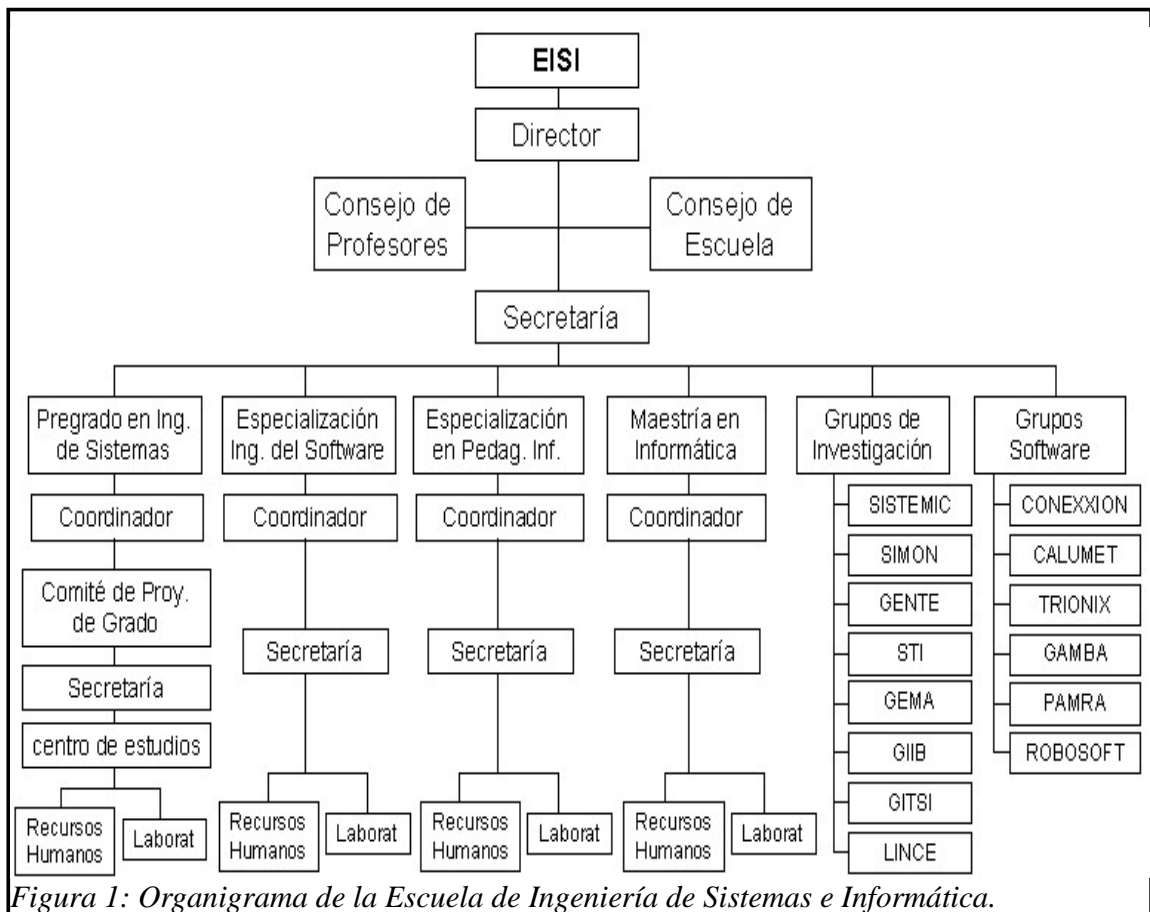 EISI
Director
Consejo de
Profesores
Consejo de
Escuela
Secretaría
Pregrado en Ing.
de Sistemas
Coordinador
Comité de Proy.
de Grado
Secretaría
centro de estudios
Recursos
Humanos
Laborat
Especialización
Ing. del Software
Coordinador
Secretaría
Recursos
Humanos
Laborat
Especialización
en Pedag. Inf.
Coordinador
Secretaría
Recursos
Humanos
Laborat
Maestría en
Informática
Coordinador
Secretaría
Recursos
Humanos
Laborat
Grupos de
Investigación
SISTEMIC
SIMON
GENTE
STI
GEMA
GIIB
GITSI
LINCE
Grupos
Software
CONEXXION
CALUMET
TRIONIX
GAMBA
PAMRA
ROBOSOFT
Figura 1: Organigrama de la Escuela de Ingeniería de Sistemas e Informática.